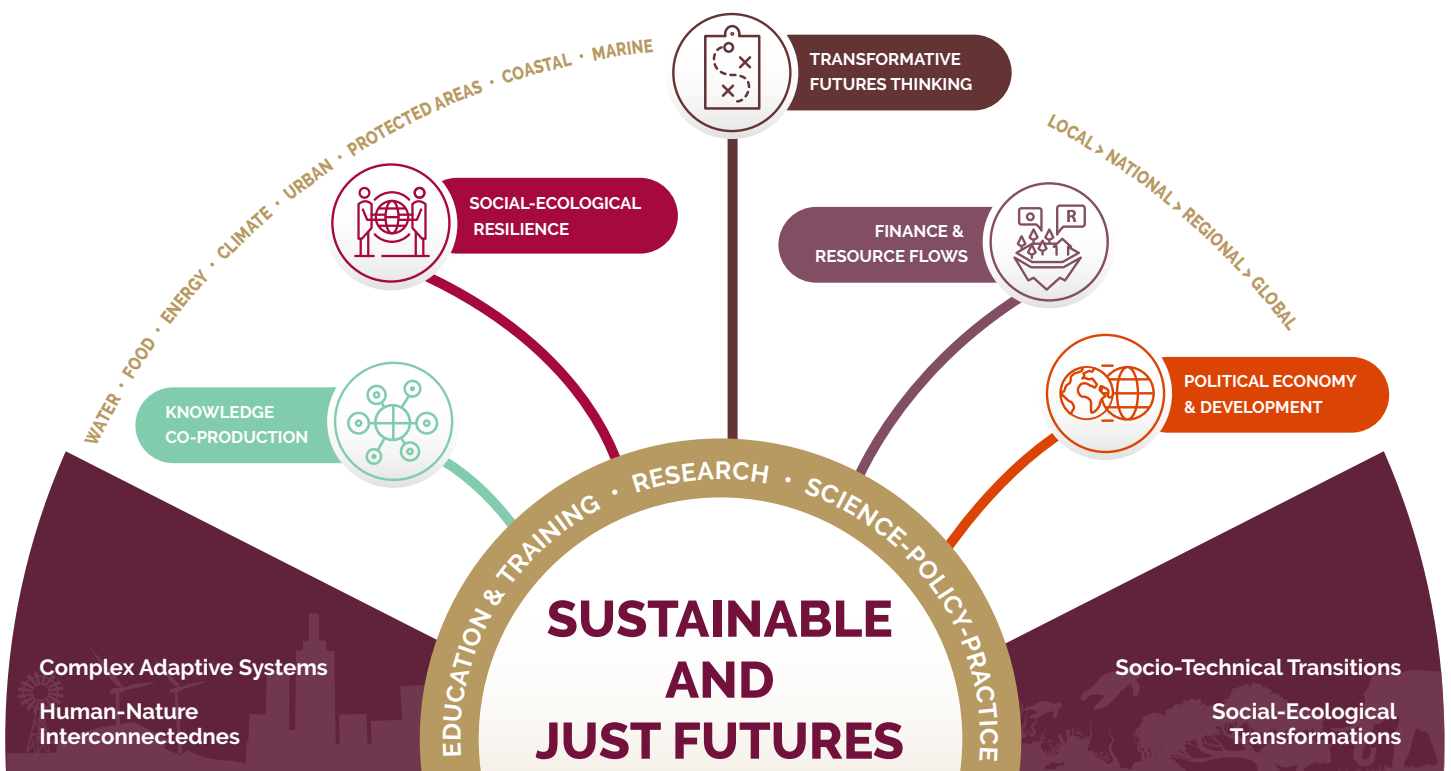 WATER · FOOD · ENERGY · CLIMATE · URBAN · PROTECTED AREAS · COASTAL · MARINE
LOCAL > NATIONAL > REGIONAL > GLOBAL
TRANSFORMATIVE
FUTURES THINKING
SOCIAL-ECOLOGICAL
RESILIENCE
O R
FINANCE &
RESOURCE FLOWS
KNOWLEDGE
CO-PRODUCTION
POLITICAL ECONOMY
& DEVELOPMENT
EDUCATION & TRAINING · RESEARCH · SCIENCE-POLICY-PRACTICE
SUSTAINABLE
AND
JUST FUTURES
Complex Adaptive Systems
Human-Nature
Interconnectednes
Socio-Technical Transitions
Social-Ecological
Transformations